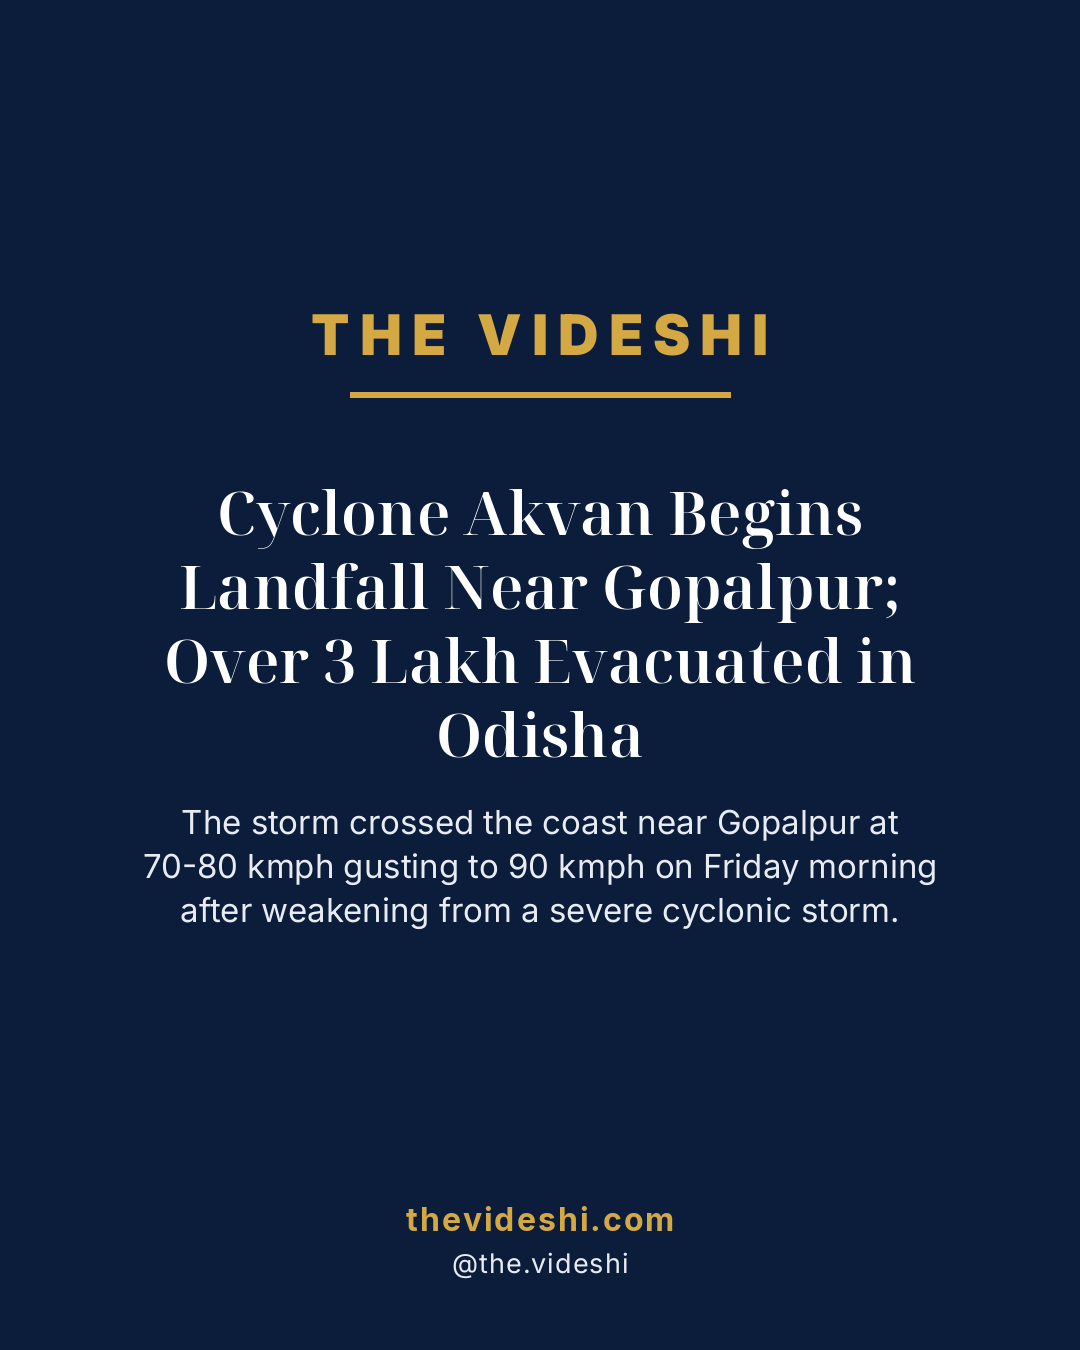 THE VIDESHI
Cyclone Akvan Begins
Landfall Near Gopalpur;
Over 3 Lakh Evacuated in
Odisha
The storm crossed the coast near Gopalpur at
70-80 kmph gusting to 90 kmph on Friday morning
after weakening from a severe cyclonic storm.
thevideshi.com
@the.videshi